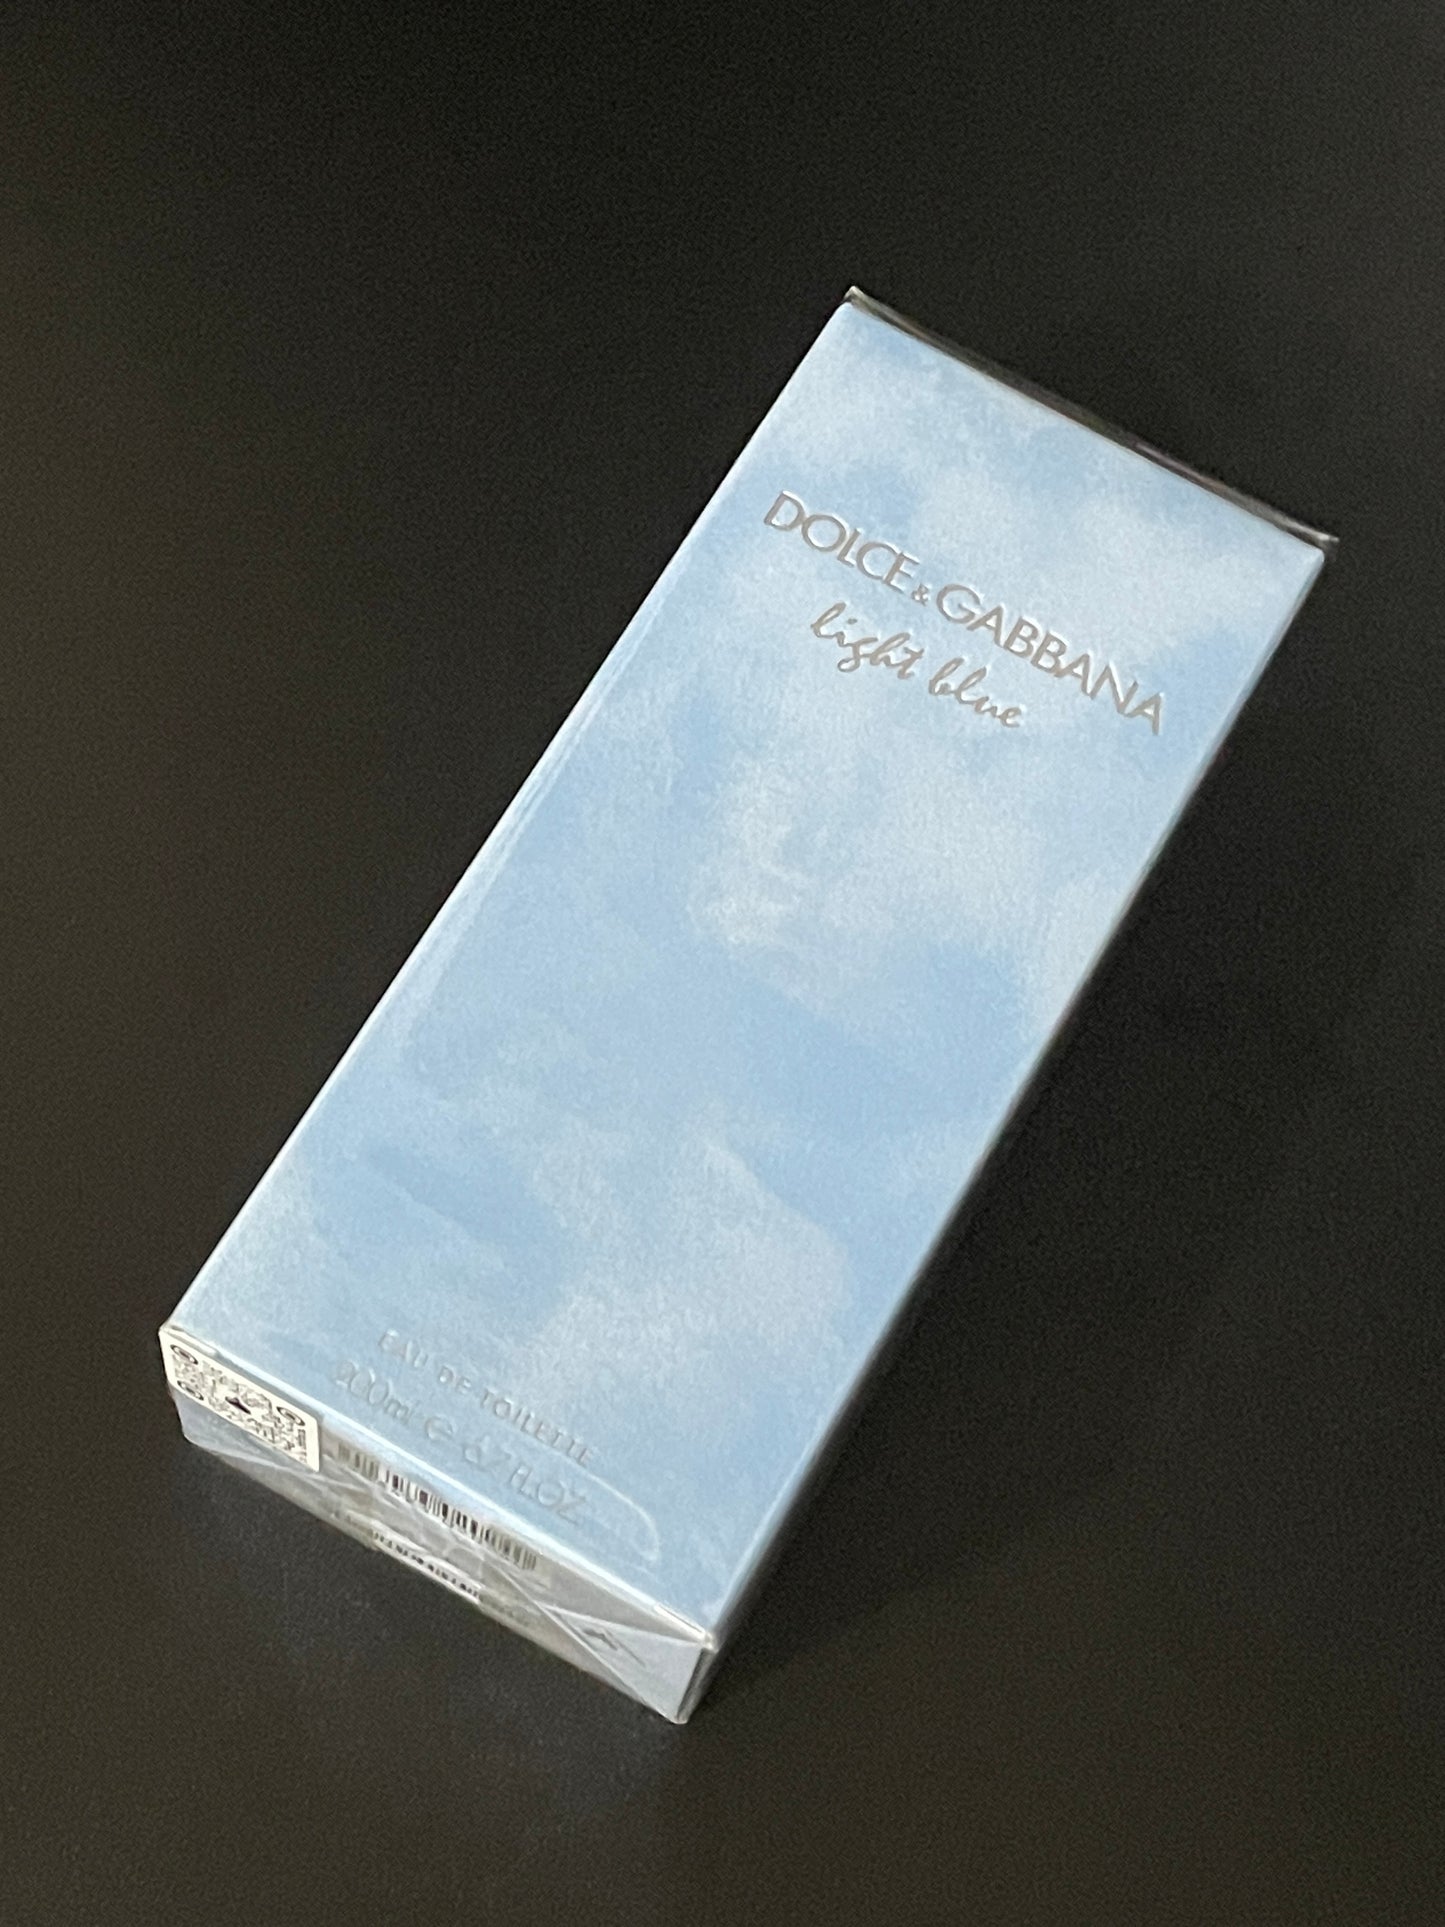 DOLCE & GABBANA
light blue
EAU DE TOILETTE
200ml ℮ 6.7 fl.OZ.